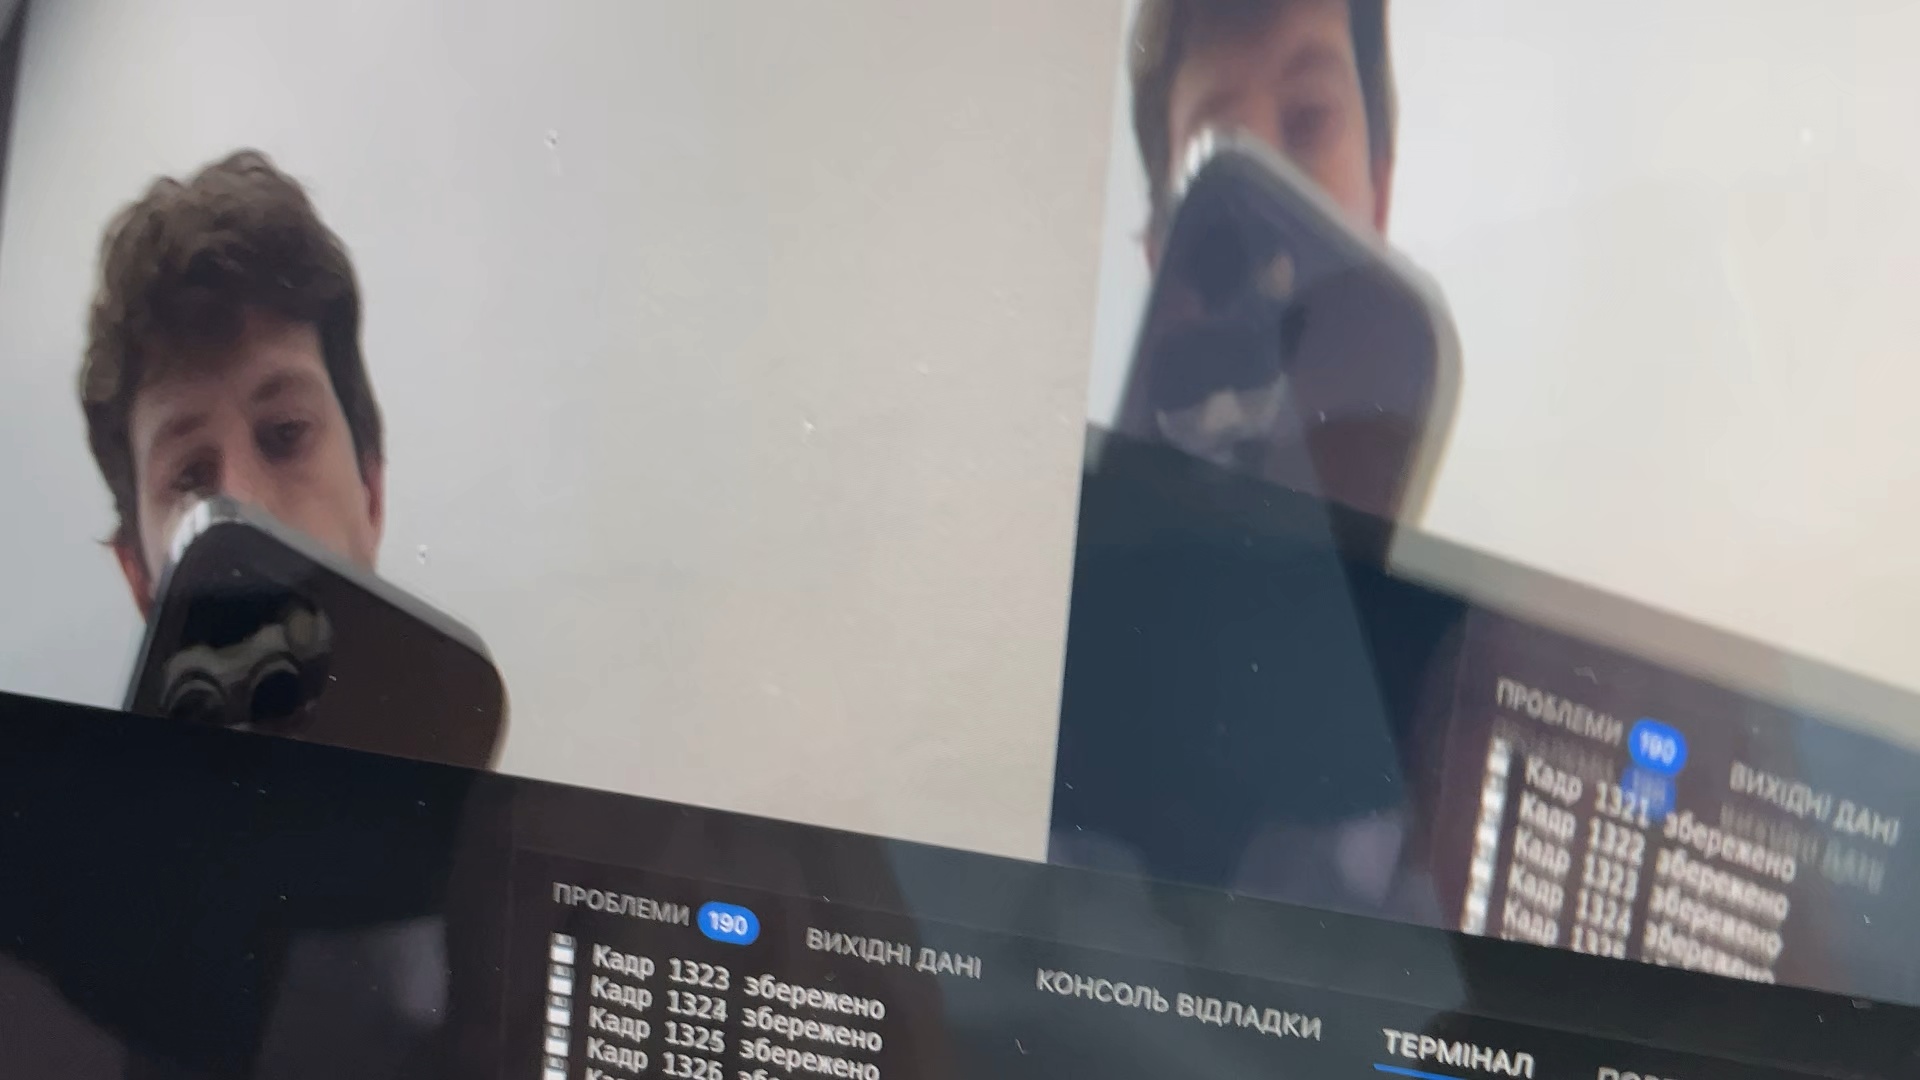 ПРОБЛЕМИ 190 ВИХІДНІ ДАНІ
Кадр 1321 збережено
Кадр 1322 збережено
Кадр 1323 збережено
Кадр 1324 збережено
ПРОБЛЕМИ 190 ВИХІДНІ ДАНІ КОНСОЛЬ ВІДЛАДКИ ТЕРМІНАЛ
Кадр 1323 збережено
Кадр 1324 збережено
Кадр 1325 збережено
Кадр 1326